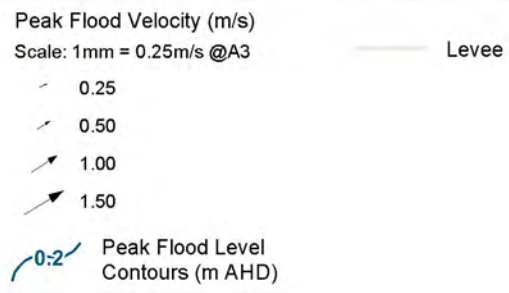 Peak Flood Velocity (m/s)
Scale: 1mm = 0.25m/s @A3
Levee
0.25
0.50
1.00
1.50
0.2
Peak Flood Level
Contours (m AHD)